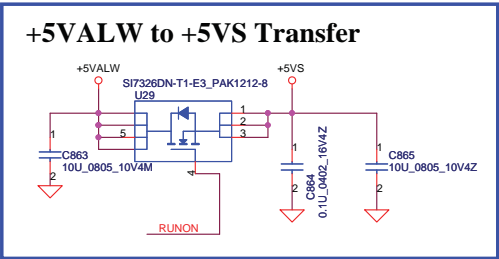 +5VALW to +5VS Transfer
+5VALW
+5VS
SI7326DN-T1-E3_PAK1212-8
U29
1
2
3
5
4
1
C863
10U_0805_10V4M
2
1
C864
0.1U_0402_16V4Z
2
1
C865
10U_0805_10V4Z
2
RUNON